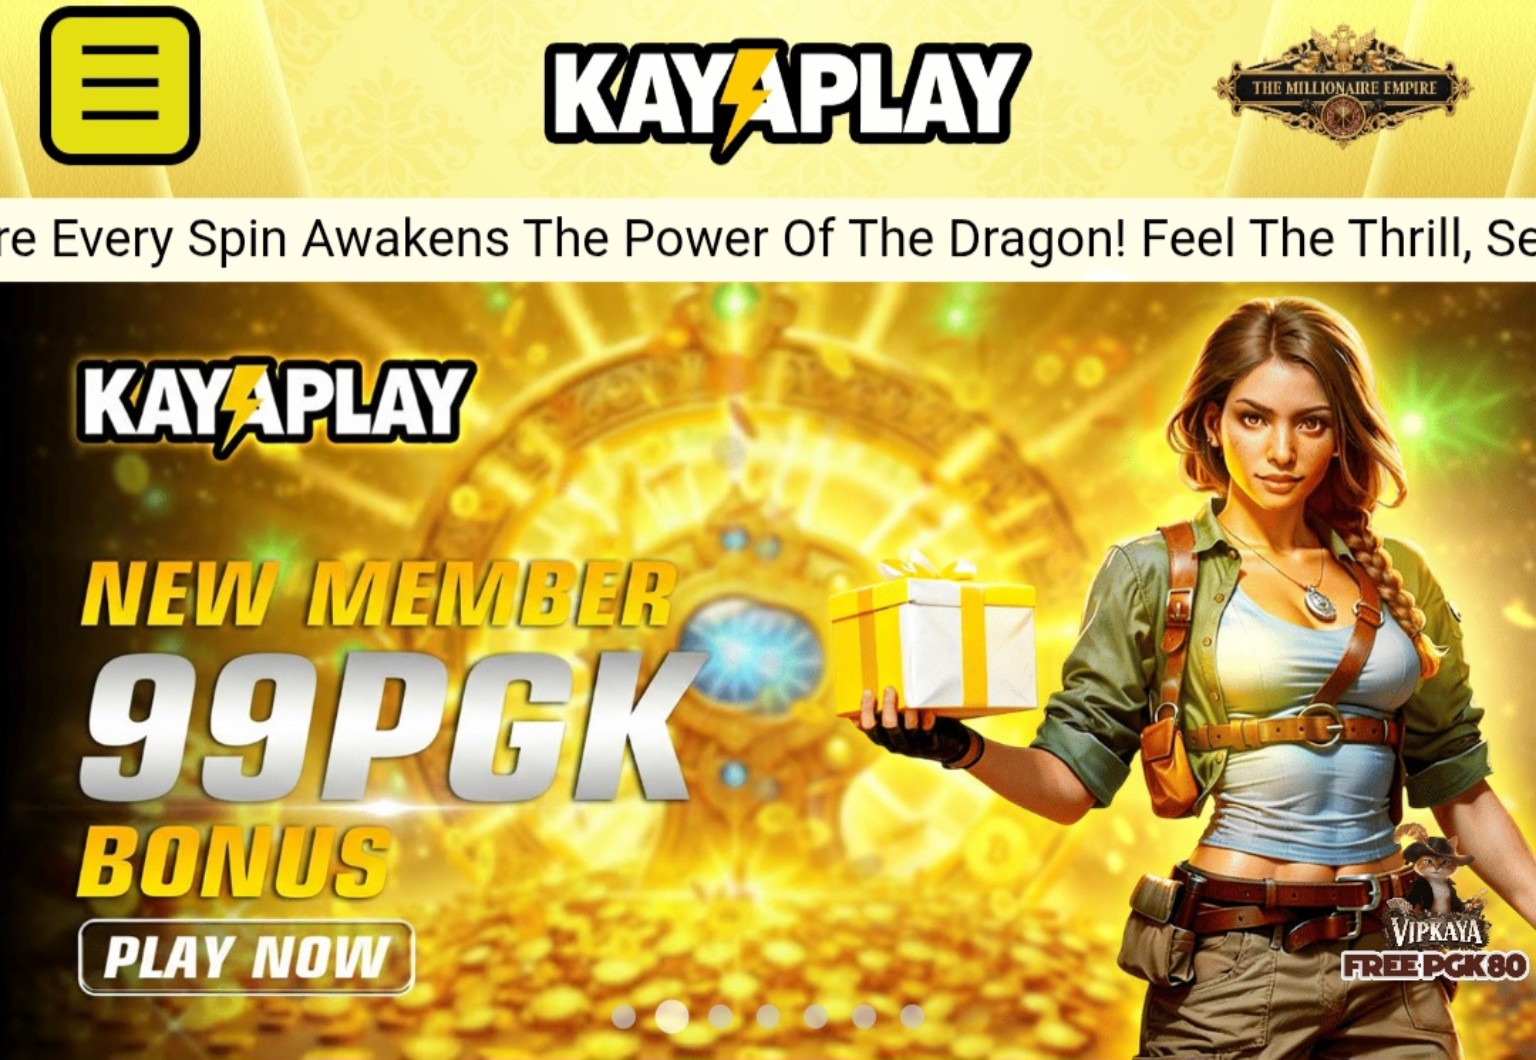 KAYAPLAY
THE MILLIONAIRE EMPIRE
re Every Spin Awakens The Power Of The Dragon! Feel The Thrill, Se
KAYAPLAY
NEW MEMBER
99PGK
BONUS
PLAY NOW
VIPKAYA
FREE PGK80